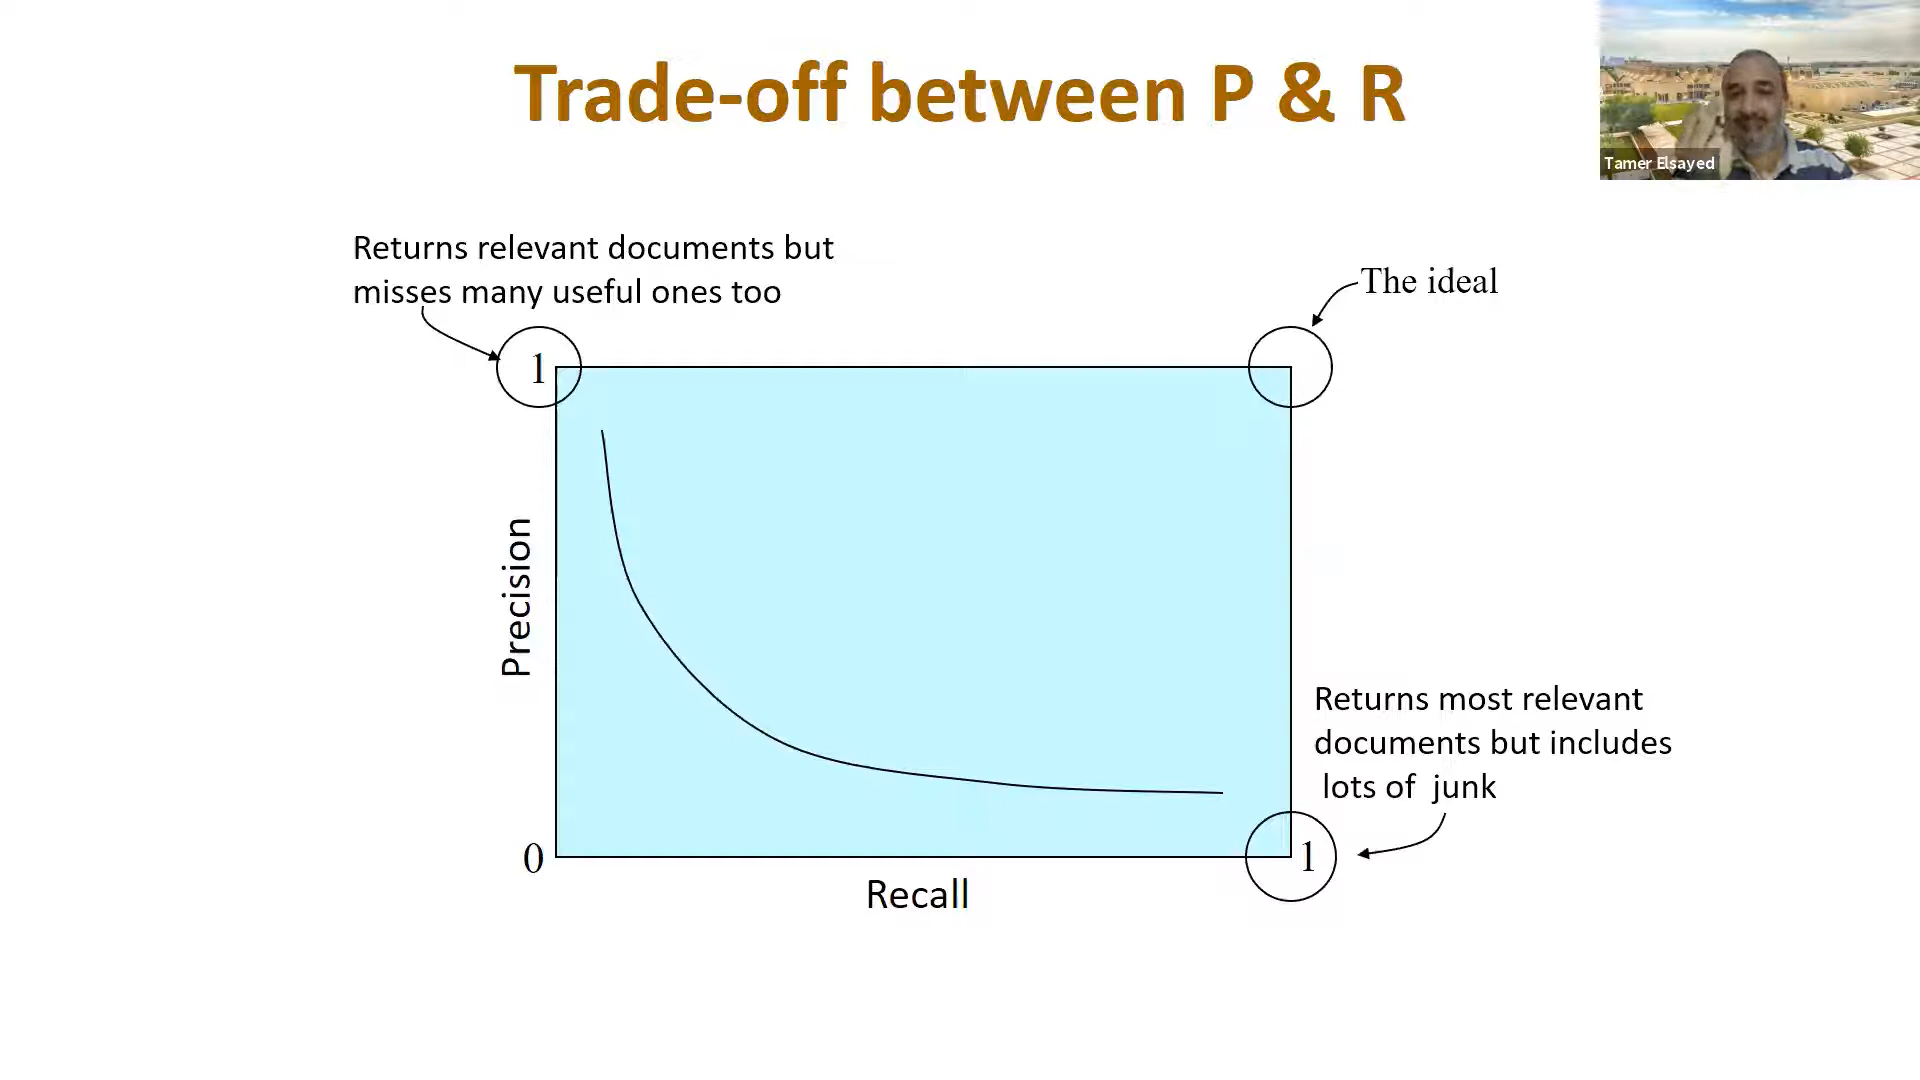 Trade-off between P & R
Tamer Elsayed
Returns relevant documents but
misses many useful ones too
The ideal
1
Precision
Returns most relevant
documents but includes
lots of junk
0
1
Recall